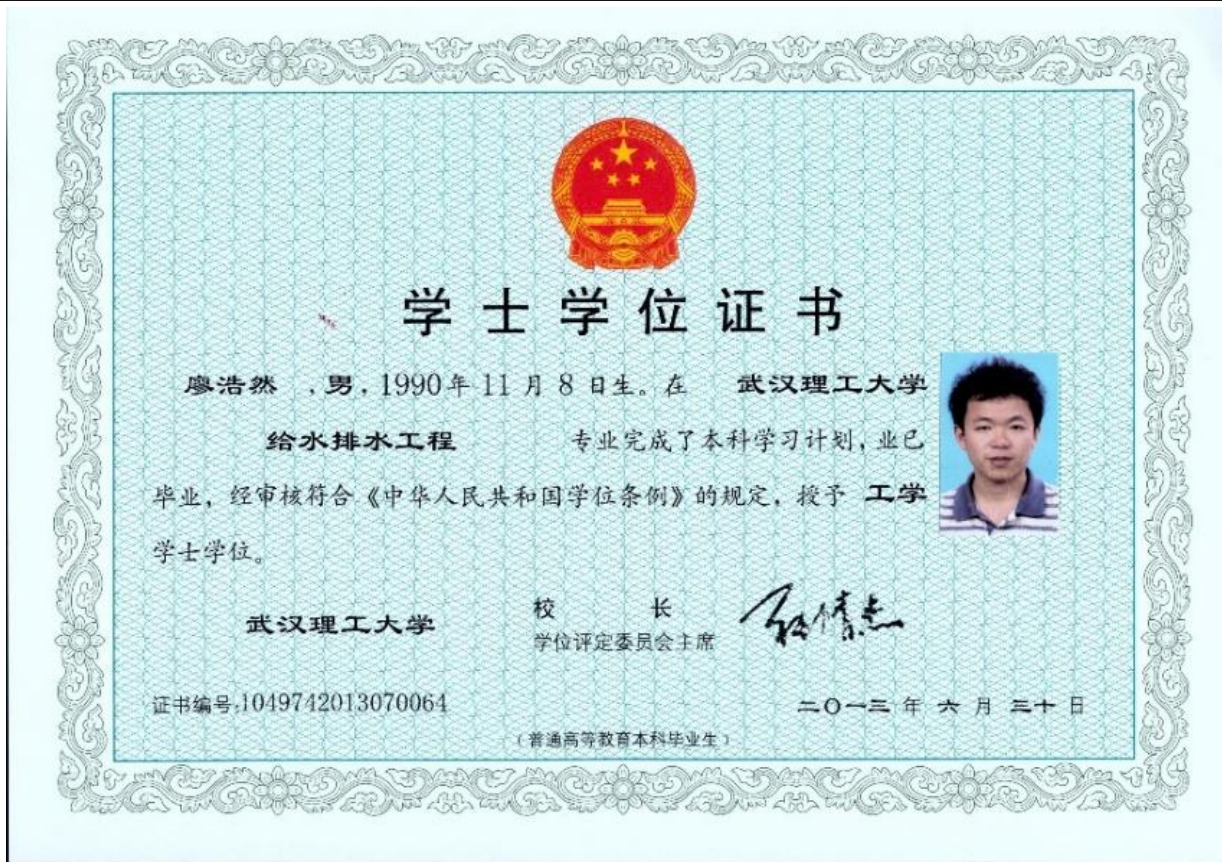 学士学位证书
廖浩然 ,男,1990年 11月 8 日生。在 武汉理工大学
给水排水工程 专业完成了本科学习计划,业已
毕业,经审核符合《中华人民共和国学位条例》的规定,授予 工学
学士学位。
武汉理工大学
校 长
学位评定委员会主席
证书编号:1049742013070064
二〇一三 年 六 月 三十 日
(普通高等教育本科毕业生)